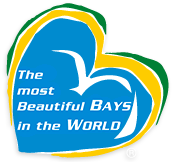 The
most
Beautiful BAYS
in the WORLD